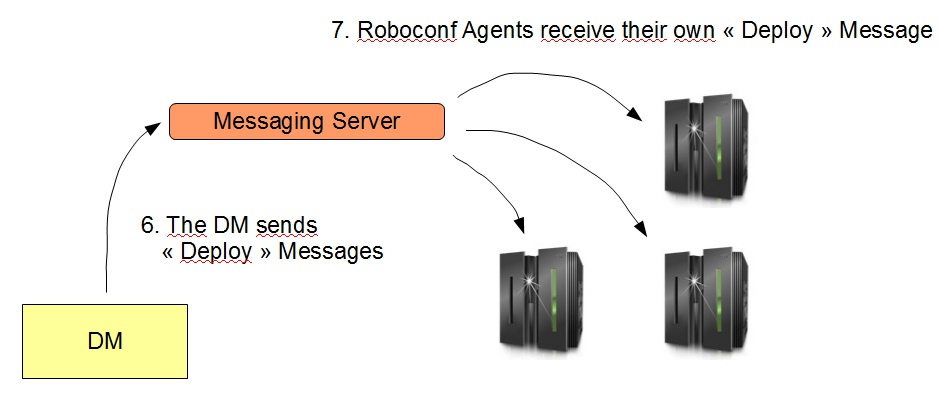 7. Roboconf Agents receive their own « Deploy » Message
Messaging Server
6. The DM sends
« Deploy » Messages
DM